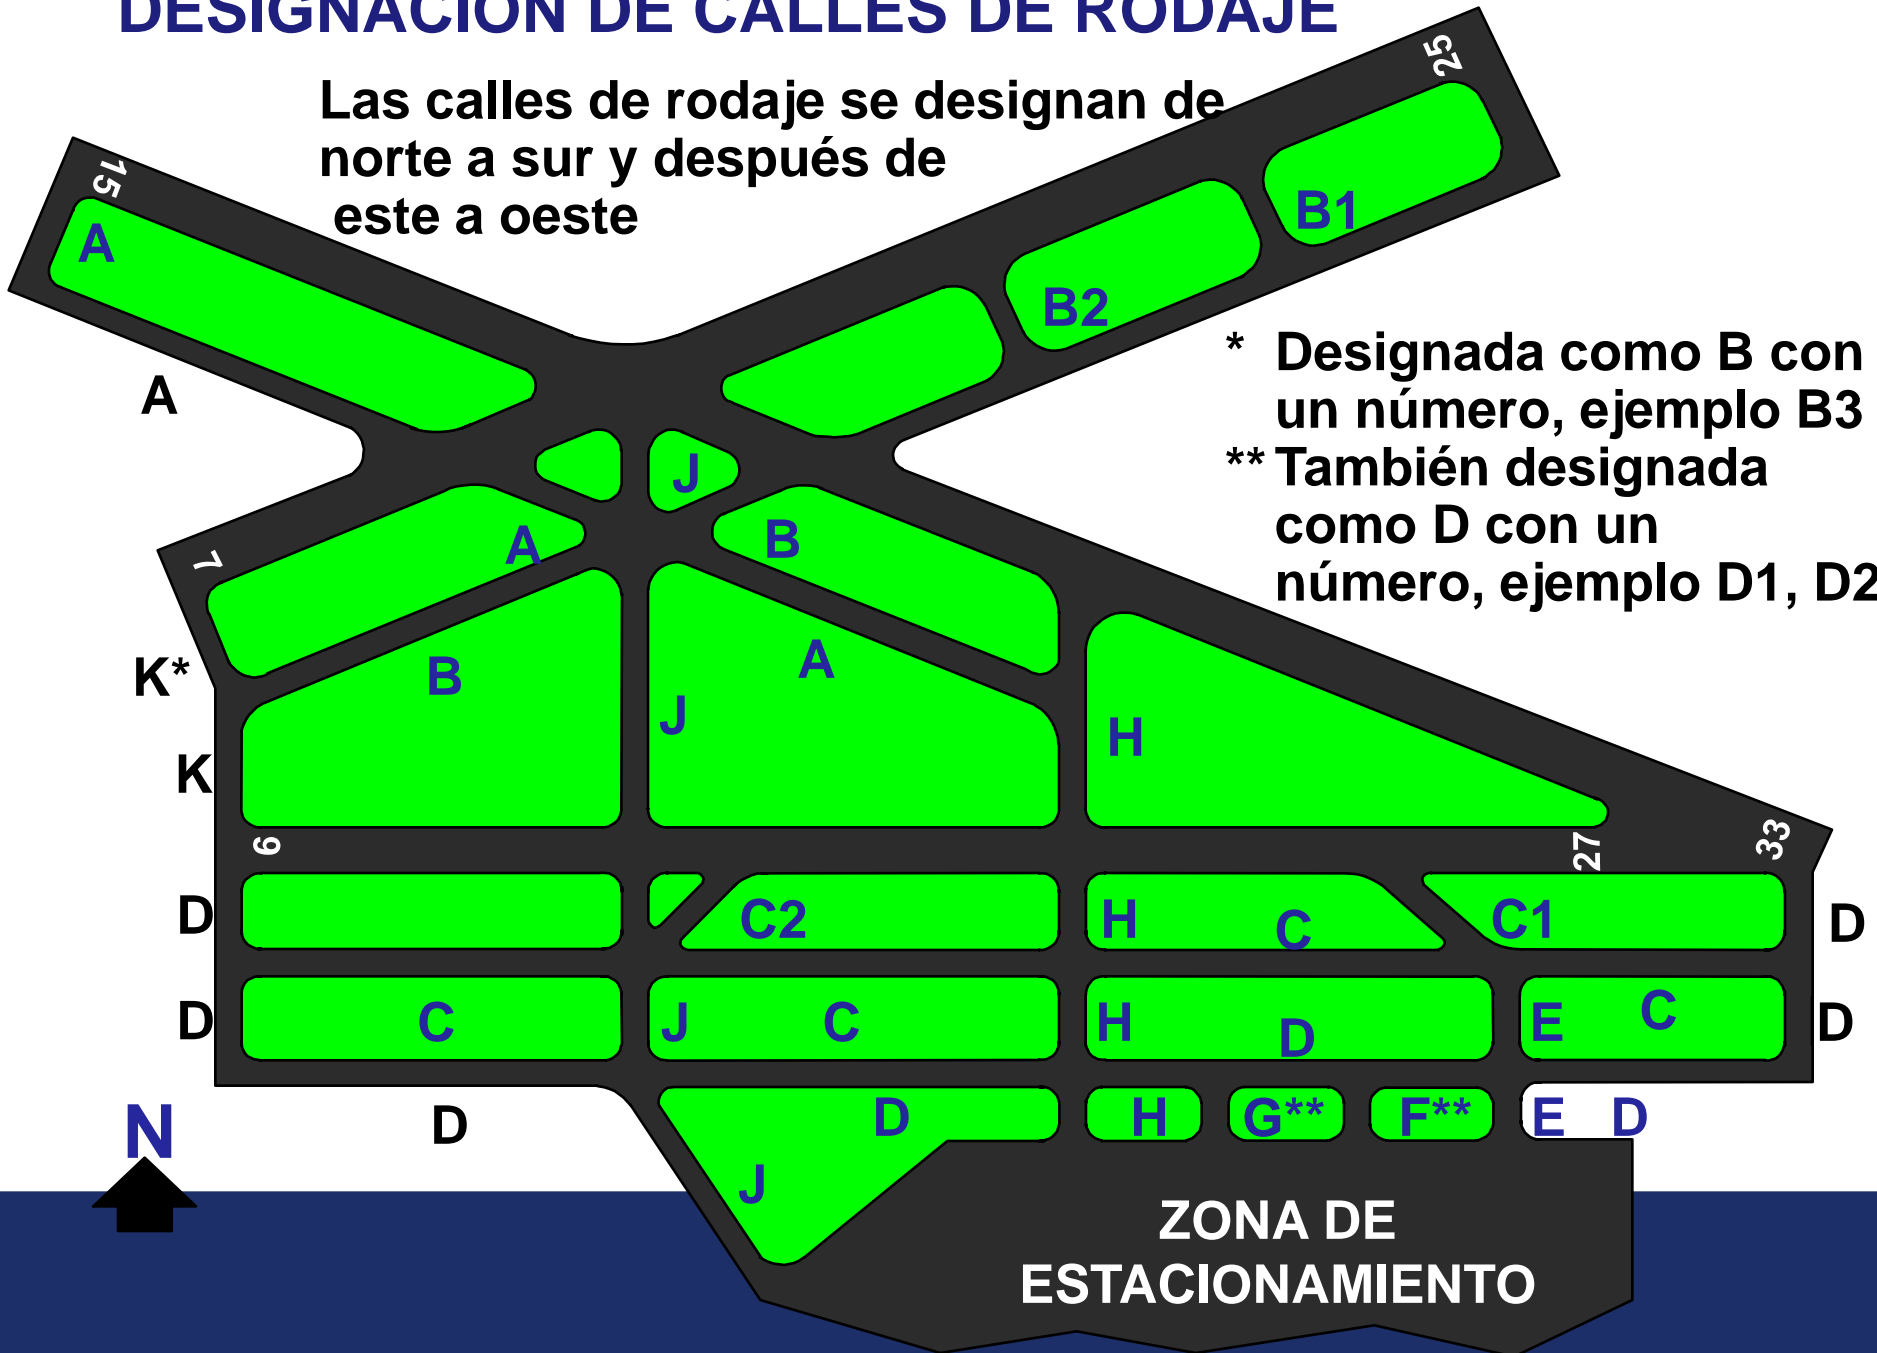 DESIGNACIÓN DE CALLES DE RODAJE
25
Las calles de rodaje se designan de
norte a sur y después de
este a oeste
15
B1
A
B2
* Designada como B con
un número, ejemplo B3
** También designada
como D con un
número, ejemplo D1, D2
A
J
A
B
7
K*
B
A
J
H
K
9
27
33
D
C2
H
C
C1
D
D
C
J
C
H
D
E
C
D
N
D
D
H
G**
F**
E
D
J
ZONA DE
ESTACIONAMIENTO